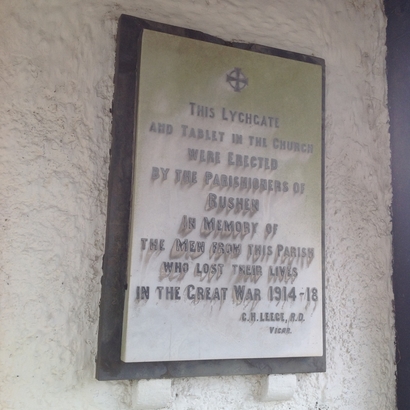 THIS LYCHGATE
AND TABLET IN THE CHURCH
WERE ERECTED
BY THE PARISHIONERS OF
RUSHEN
IN MEMORY OF
THE MEN FROM THIS PARISH
WHO LOST THEIR LIVES
IN THE GREAT WAR 1914-18
C.H. LEECE, R.D.
VICAR.